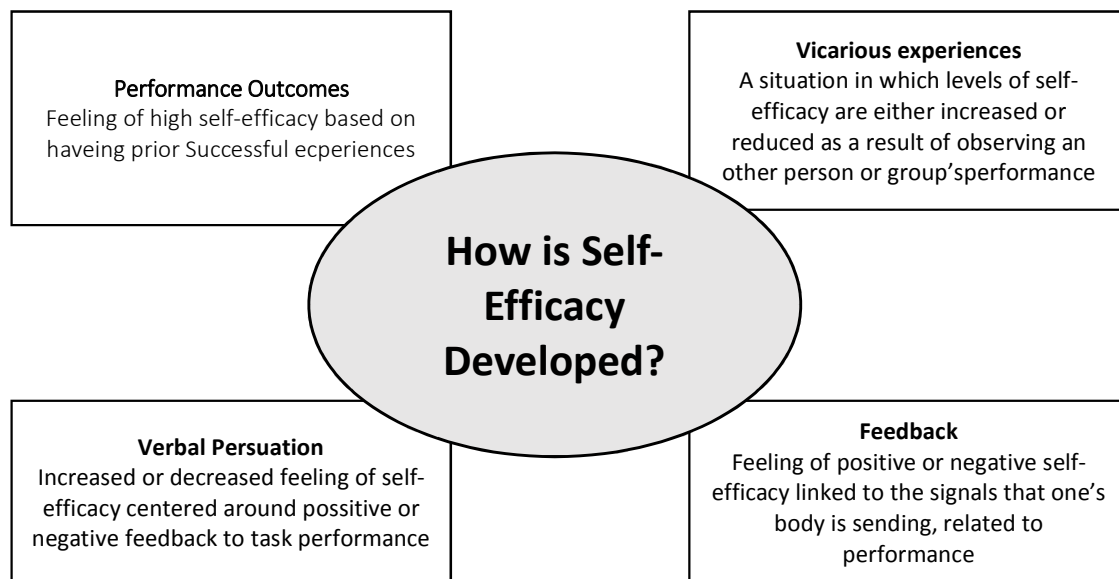 Performance Outcomes
Feeling of high self-efficacy based on
haveing prior Successful ecperiences
Vicarious experiences
A situation in which levels of self-
efficacy are either increased or
reduced as a result of observing an
other person or group'sperformance
How is Self-
Efficacy
Developed?
Verbal Persuation
Increased or decreased feeling of self-
efficacy centered around possitive or
negative feedback to task performance
Feedback
Feeling of positive or negative self-
efficacy linked to the signals that one's
body is sending, related to
performance